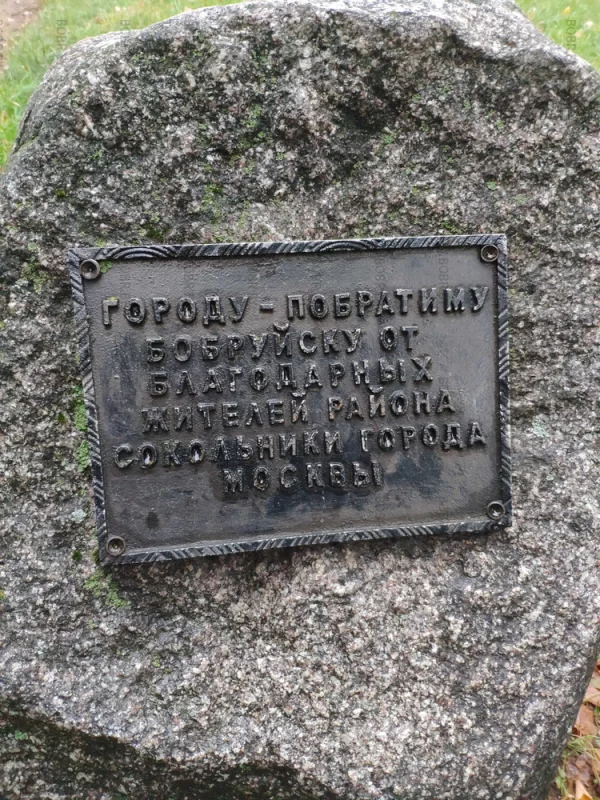 ГОРОДУ - ПОБРАТИМУ
БОБРУЙСКУ ОТ
БЛАГОДАРНЫХ
ЖИТЕЛЕЙ РАЙОНА
СОКОЛЬНИКИ ГОРОДА
МОСКВЫ